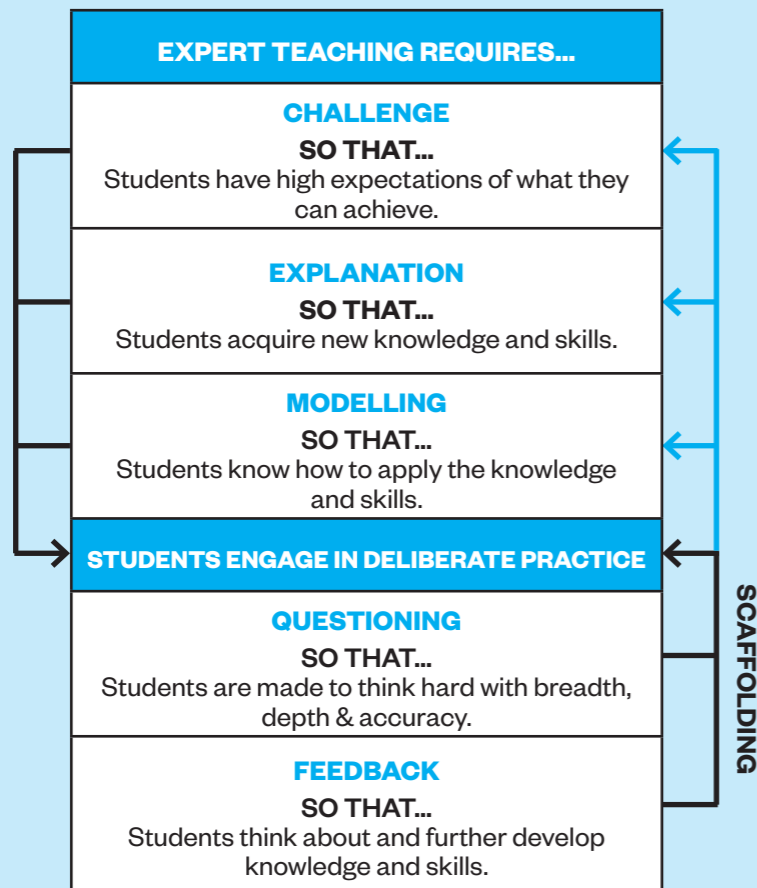 EXPERT TEACHING REQUIRES...
CHALLENGE
SO THAT...
Students have high expectations of what they
can achieve.
EXPLANATION
SO THAT...
Students acquire new knowledge and skills.
MODELLING
SO THAT...
Students know how to apply the knowledge
and skills.
STUDENTS ENGAGE IN DELIBERATE PRACTICE
QUESTIONING
SO THAT...
Students are made to think hard with breadth,
depth & accuracy.
FEEDBACK
SO THAT...
Students think about and further develop
knowledge and skills.
SCAFFOLDING